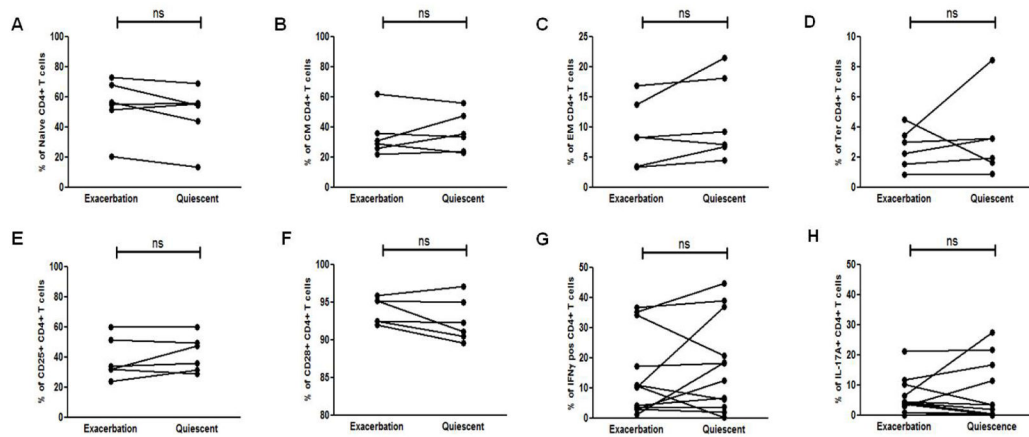 A
ns
% of Naive CD4+ T cells
100
80
60
40
20
0
Exacerbation
Quiescent
B
ns
% of CM CD4+ T cells
100
80
60
40
20
0
Exacerbation
Quiescent
C
ns
% of EM CD4+ T cells
25
20
15
10
5
0
Exacerbation
Quiescent
D
ns
% of Ter CD4+ T cells
10
8
6
4
2
0
Exacerbation
Quiescent
E
ns
% of CD25+ CD4+ T cells
100
80
60
40
20
0
Exacerbation
Quiescent
F
ns
% of CD28+ CD4+ T cells
100
95
90
85
80
Exacerbation
Quiescent
G
ns
% of IFNγ pos CD4+ T cells
50
40
30
20
10
0
Exacerbation
Quiescent
H
ns
% of IL-17A+ CD4+ T cells
50
40
30
20
10
0
Exacerbation
Quiescence